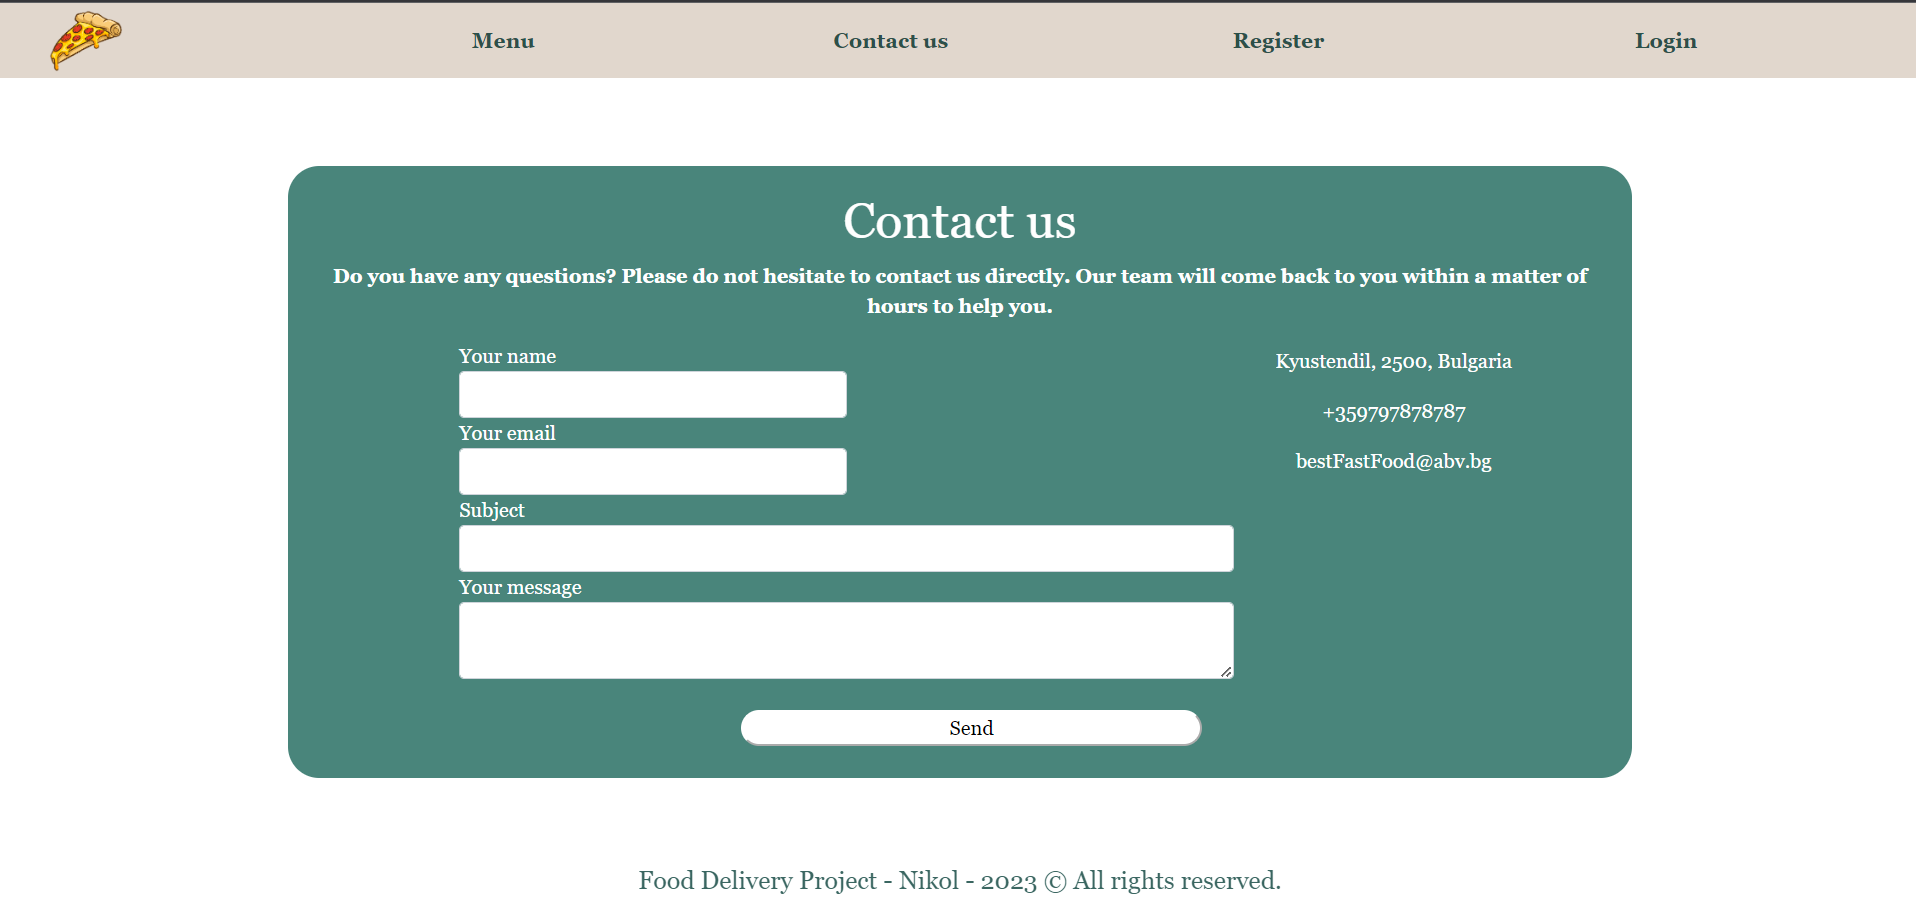 Menu
Contact us
Register
Login
Contact us
Do you have any questions? Please do not hesitate to contact us directly. Our team will come back to you within a matter of
hours to help you.
Your name
Your email
Subject
Your message
Kyustendil, 2500, Bulgaria
+359797878787
bestFastFood@abv.bg
Send
Food Delivery Project - Nikol - 2023 © All rights reserved.